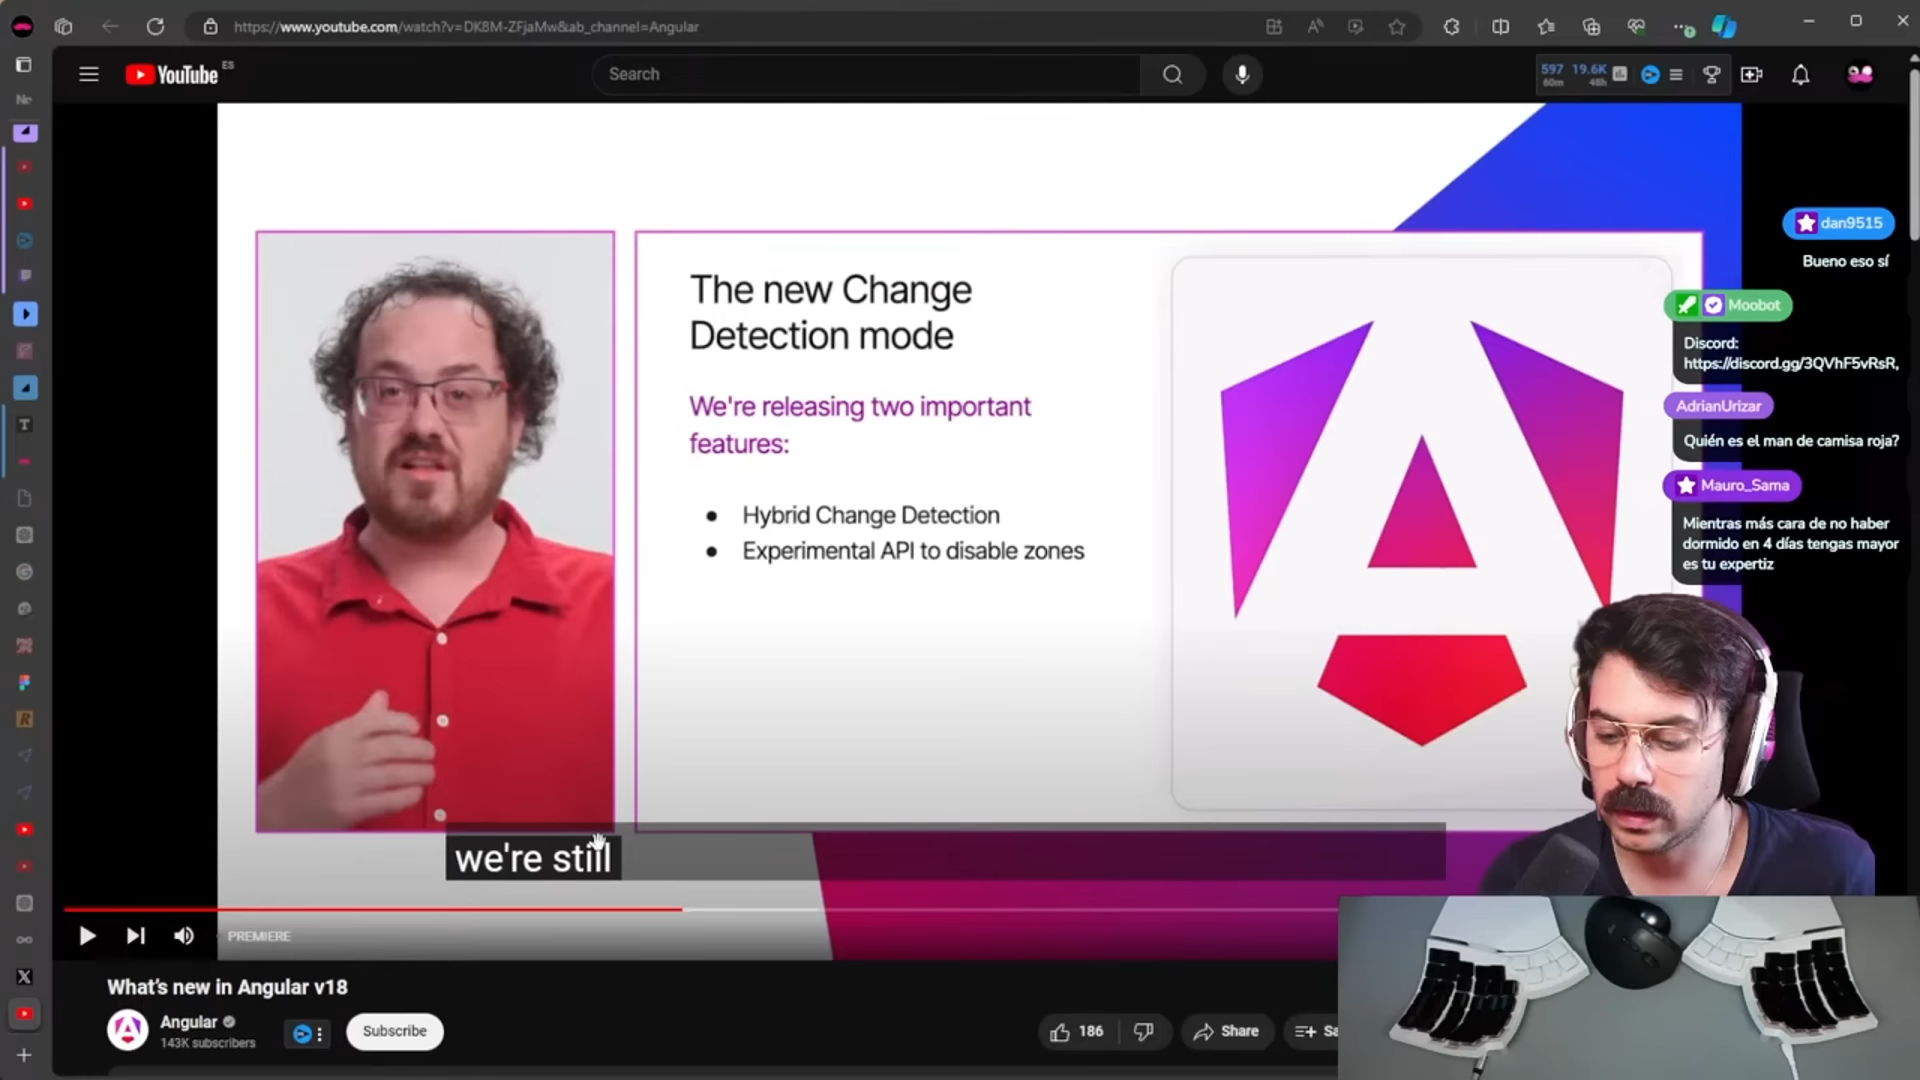 https://www.youtube.com/watch?v=DK8M-ZFjaMw&ab_channel=Angular
YouTube ES
Search
597 19.6K
60m 48h
The new Change
Detection mode
We're releasing two important
features:
Hybrid Change Detection
Experimental API to disable zones
dan9515
Bueno eso sí
Moobot
Discord:
https://discord.gg/3QVhF5vRsR,
AdrianUrizar
Quién es el man de camisa roja?
Mauro_Sama
Mientras más cara de no haber
dormido en 4 días tengas mayor
es tu expertiz
we're still
PREMIERE
What's new in Angular v18
Angular
143K subscribers
Subscribe
186
Share
Sa